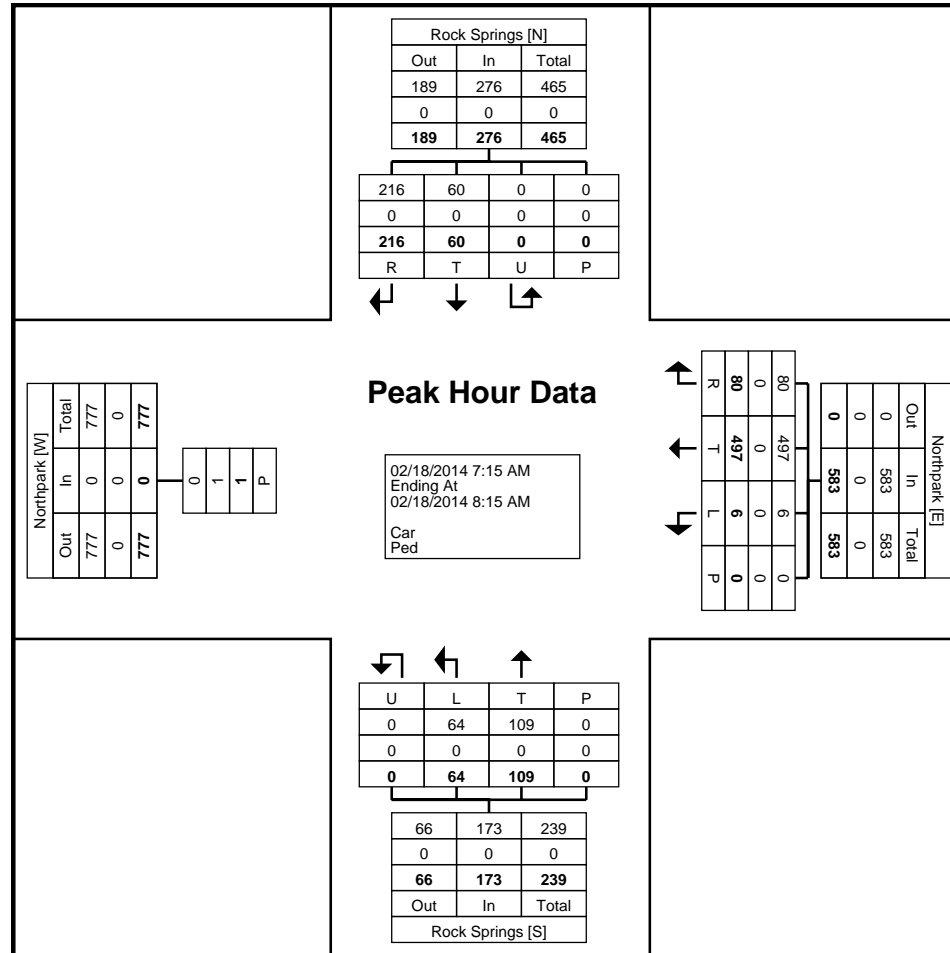 Rock Springs [N]
Out In Total
189 276 465
0 0 0
189 276 465
216 60 0 0
0 0 0 0
216 60 0 0
R T U P
Peak Hour Data
02/18/2014 7:15 AM
Ending At
02/18/2014 8:15 AM
Car
Ped
Northpark [W]
Out In Total
777 0 777
0 0 0
777 0 777
0
1
1
P
Northpark [E]
Out In Total
0 583 583
0 0 0
0 583 583
80 497 6 0
0 0 0 0
80 497 6 0
R T L P
U L T P
0 64 109 0
0 0 0 0
0 64 109 0
66 173 239
0 0 0
66 173 239
Out In Total
Rock Springs [S]